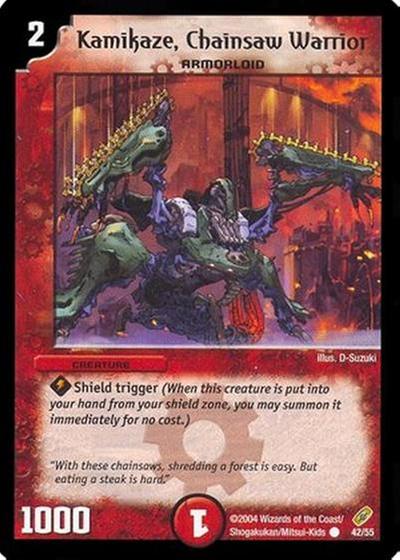 2 Kamikaze, Chainsaw Warrior
ARMORLOID
illus. D-Suzuki
CREATURE
Shield trigger (When this creature is put into
your hand from your shield zone, you may summon it
immediately for no cost.)
"With these chainsaws, shredding a forest is easy. But
eating a steak is hard."
1000
1
©2004 Wizards of the Coast/
Shogakukan/Mitsui-Kids 42/55